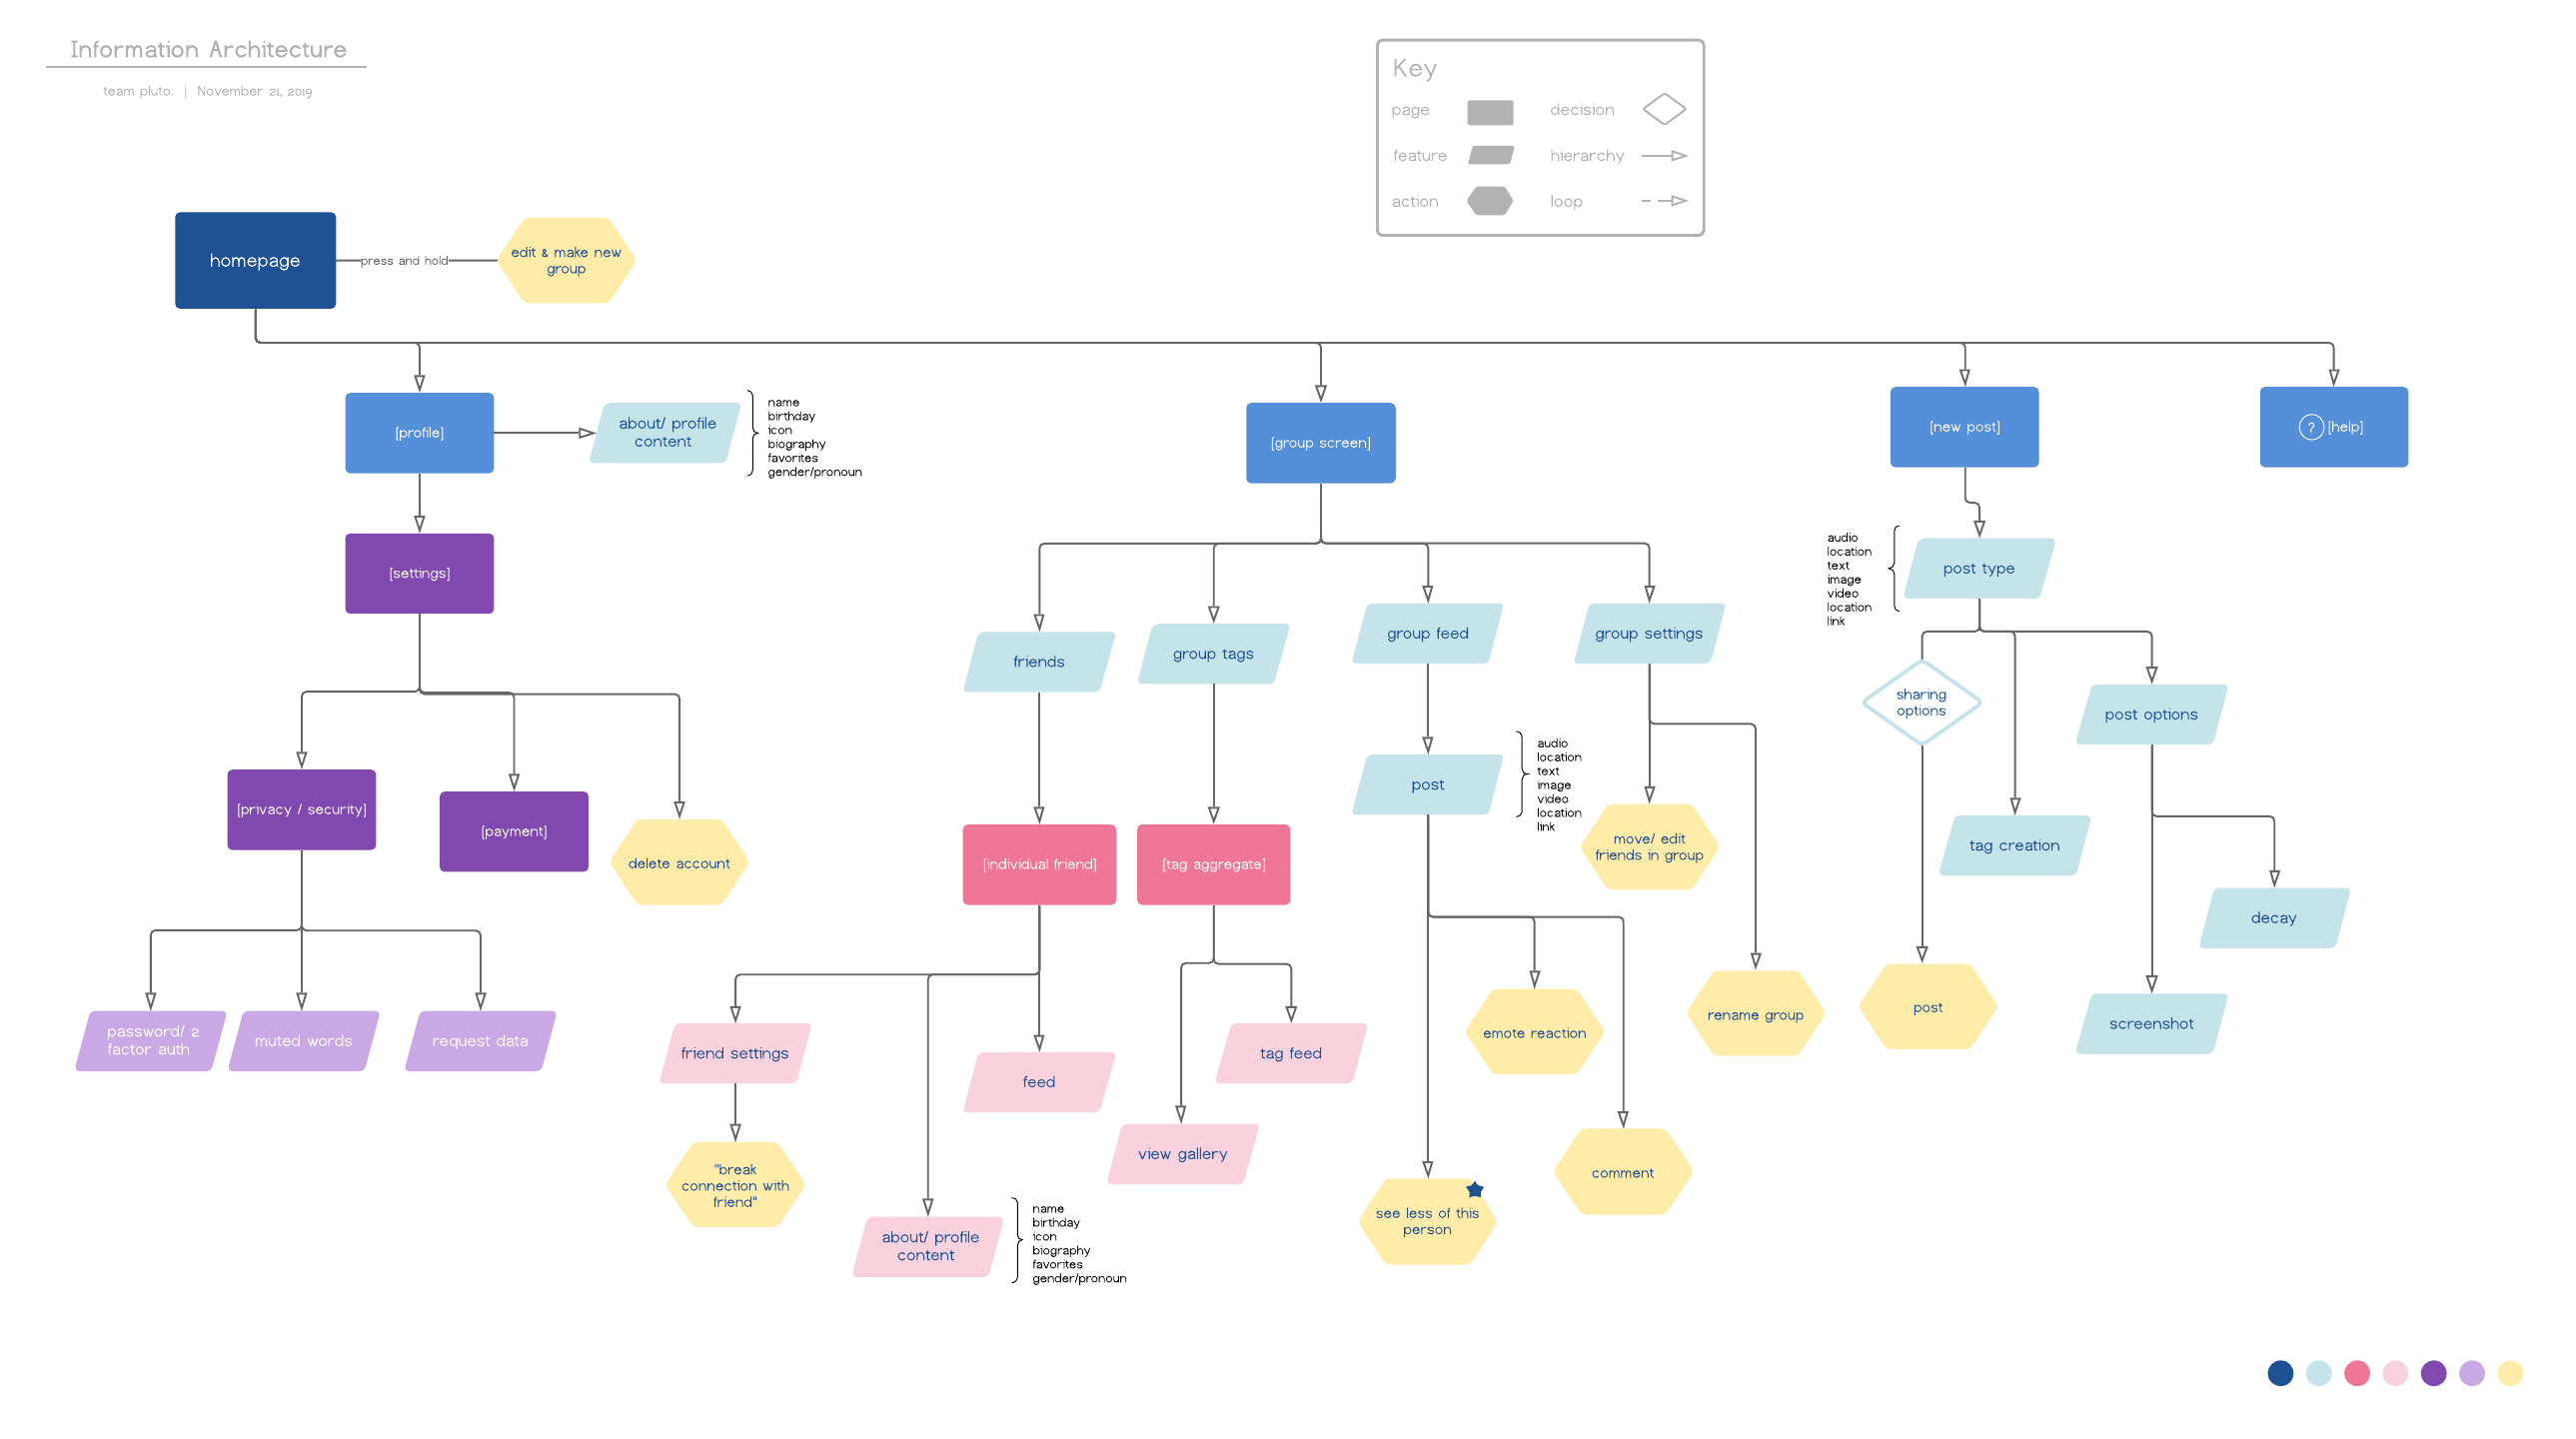 Information Architecture
team pluto. | November 21, 2019
Key
page
decision
feature
hierarchy
action
loop
homepage
press and hold
edit & make new
group
[profile]
about/ profile
content
name
birthday
icon
biography
favorites
gender/pronoun
[group screen]
[new post]
? [help]
[settings]
audio
location
text
image
video
location
link
post type
friends
group tags
group feed
group settings
sharing
options
post options
[privacy / security]
[payment]
delete account
[individual friend]
[tag aggregate]
post
audio
location
text
image
video
location
link
move/ edit
friends in group
tag creation
decay
password/ 2
factor auth
muted words
request data
friend settings
feed
tag feed
emote reaction
rename group
post
screenshot
"break
connection with
friend"
view gallery
comment
about/ profile
content
name
birthday
icon
biography
favorites
gender/pronoun
see less of this
person